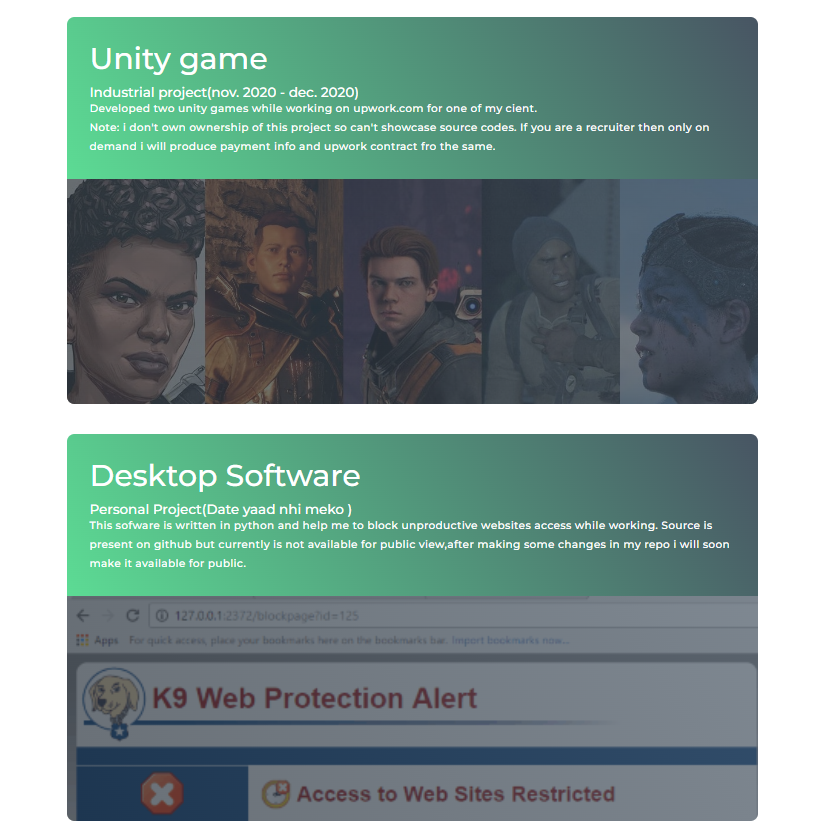 Unity game
Industrial project(nov. 2020 - dec. 2020)
Developed two unity games while working on upwork.com for one of my cient.
Note: i don't own ownership of this project so can't showcase source codes. If you are a recruiter then only on
demand i will produce payment info and upwork contract fro the same.
Desktop Software
Personal Project(Date yaad nhi meko )
This sofware is written in python and help me to block unproductive websites access while working. Source is
present on github but currently is not available for public view,after making some changes in my repo i will soon
make it available for public.
127.0.0.1:2372/blockpage?id=125
Apps For quick access, place your bookmarks here on the bookmarks bar. Import bookmarks now...
K9 Web Protection Alert
Access to Web Sites Restricted